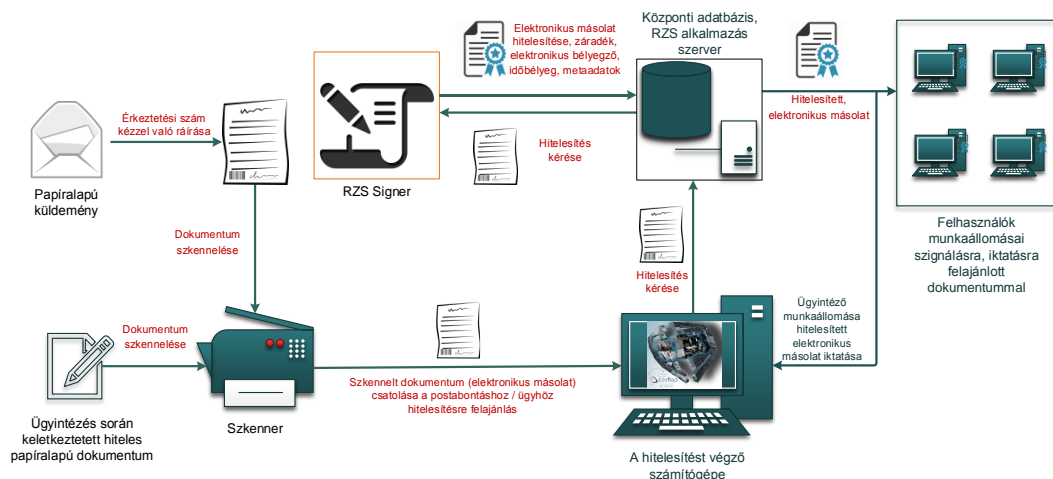 Elektronikus másolat
hitelesítése, záradék,
elektronikus bélyegző,
időbélyeg, metaadatok
Központi adatbázis,
RZS alkalmazás
szerver
Érkeztetési szám
kézzel való ráírása
Hitelesített,
elektronikus másolat
Hitelesítés
kérése
Papíralapú
küldemény
RZS Signer
Felhasználók
munkaállomásai
szignálásra, iktatásra
felajánlott
dokumentummal
Dokumentum
szkennelése
Hitelesítés
kérése
Ügyintéző
munkaállomása
hitelesített
elektronikus
másolat iktatása
Dokumentum
szkennelése
Szkennelt dokumentum (elektronikus másolat)
csatolása a postabontáshoz / ügyhöz
hitelesítésre felajánlás
Ügyintézés során
keletkeztetett hiteles
papíralapú dokumentum
Szkenner
A hitelesítést végző
számítógépe